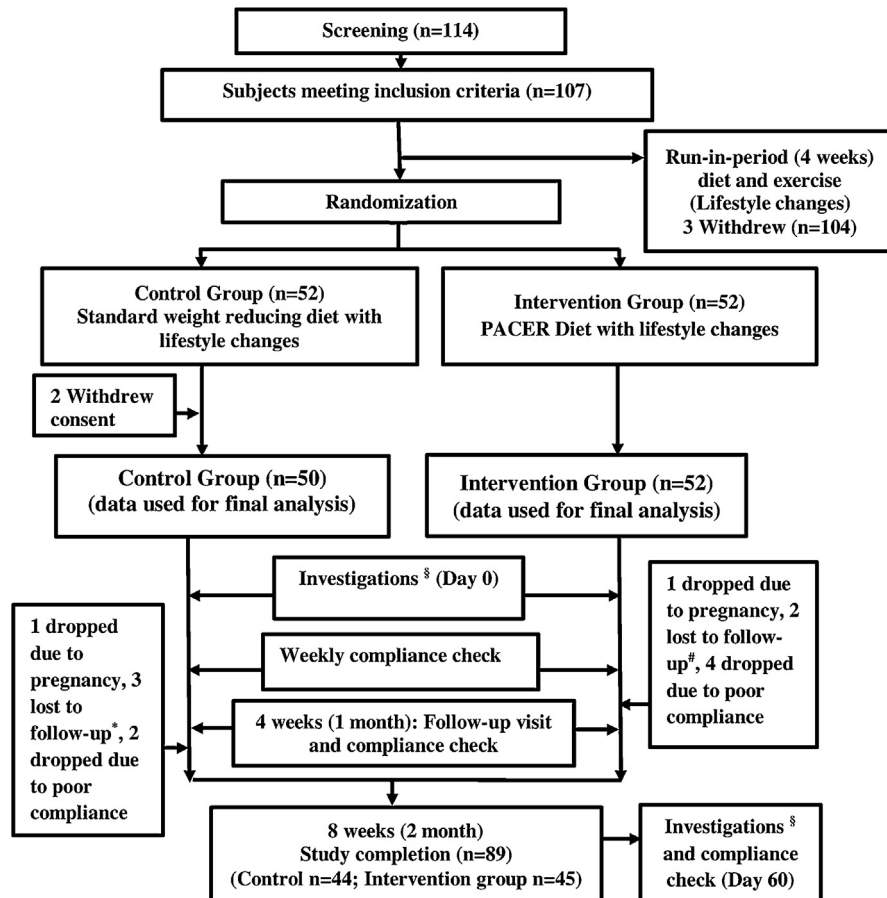 Screening (n=114)
Subjects meeting inclusion criteria (n=107)
Run-in-period (4 weeks)
diet and exercise
(Lifestyle changes)
3 Withdrew (n=104)
Randomization
Control Group (n=52)
Standard weight reducing diet with
lifestyle changes
Intervention Group (n=52)
PACER Diet with lifestyle changes
2 Withdrew
consent
Control Group (n=50)
(data used for final analysis)
Intervention Group (n=52)
(data used for final analysis)
Investigations § (Day 0)
1 dropped due
to pregnancy, 2
lost to follow-
up#, 4 dropped
due to poor
compliance
1 dropped
due to
pregnancy, 3
lost to
follow-up*, 2
dropped due
to poor
compliance
Weekly compliance check
4 weeks (1 month): Follow-up visit
and compliance check
8 weeks (2 month)
Study completion (n=89)
(Control n=44; Intervention group n=45)
Investigations §
and compliance
check (Day 60)